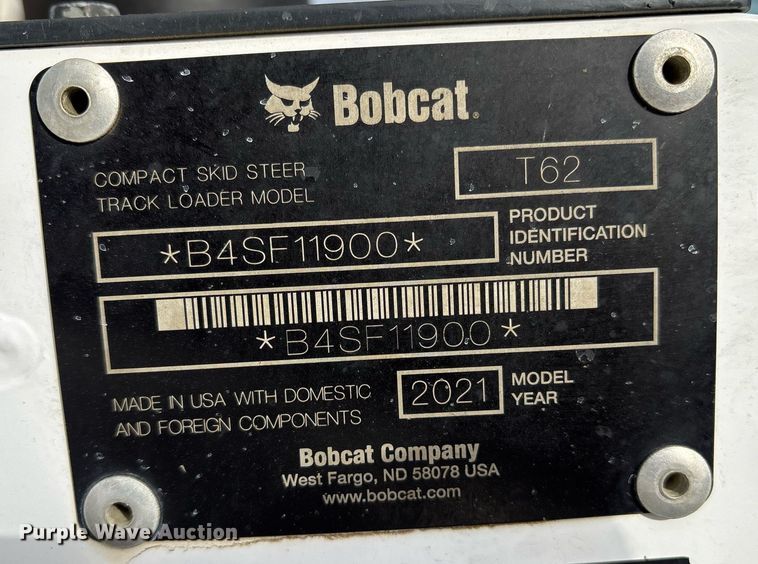 Bobcat®
COMPACT SKID STEER
TRACK LOADER MODEL
T62
*B4SF11900*
PRODUCT
IDENTIFICATION
NUMBER
*B4SF11900*
MADE IN USA WITH DOMESTIC
AND FOREIGN COMPONENTS
2021
MODEL
YEAR
Bobcat Company
West Fargo, ND 58078 USA
www.bobcat.com
Purple Wave Auction